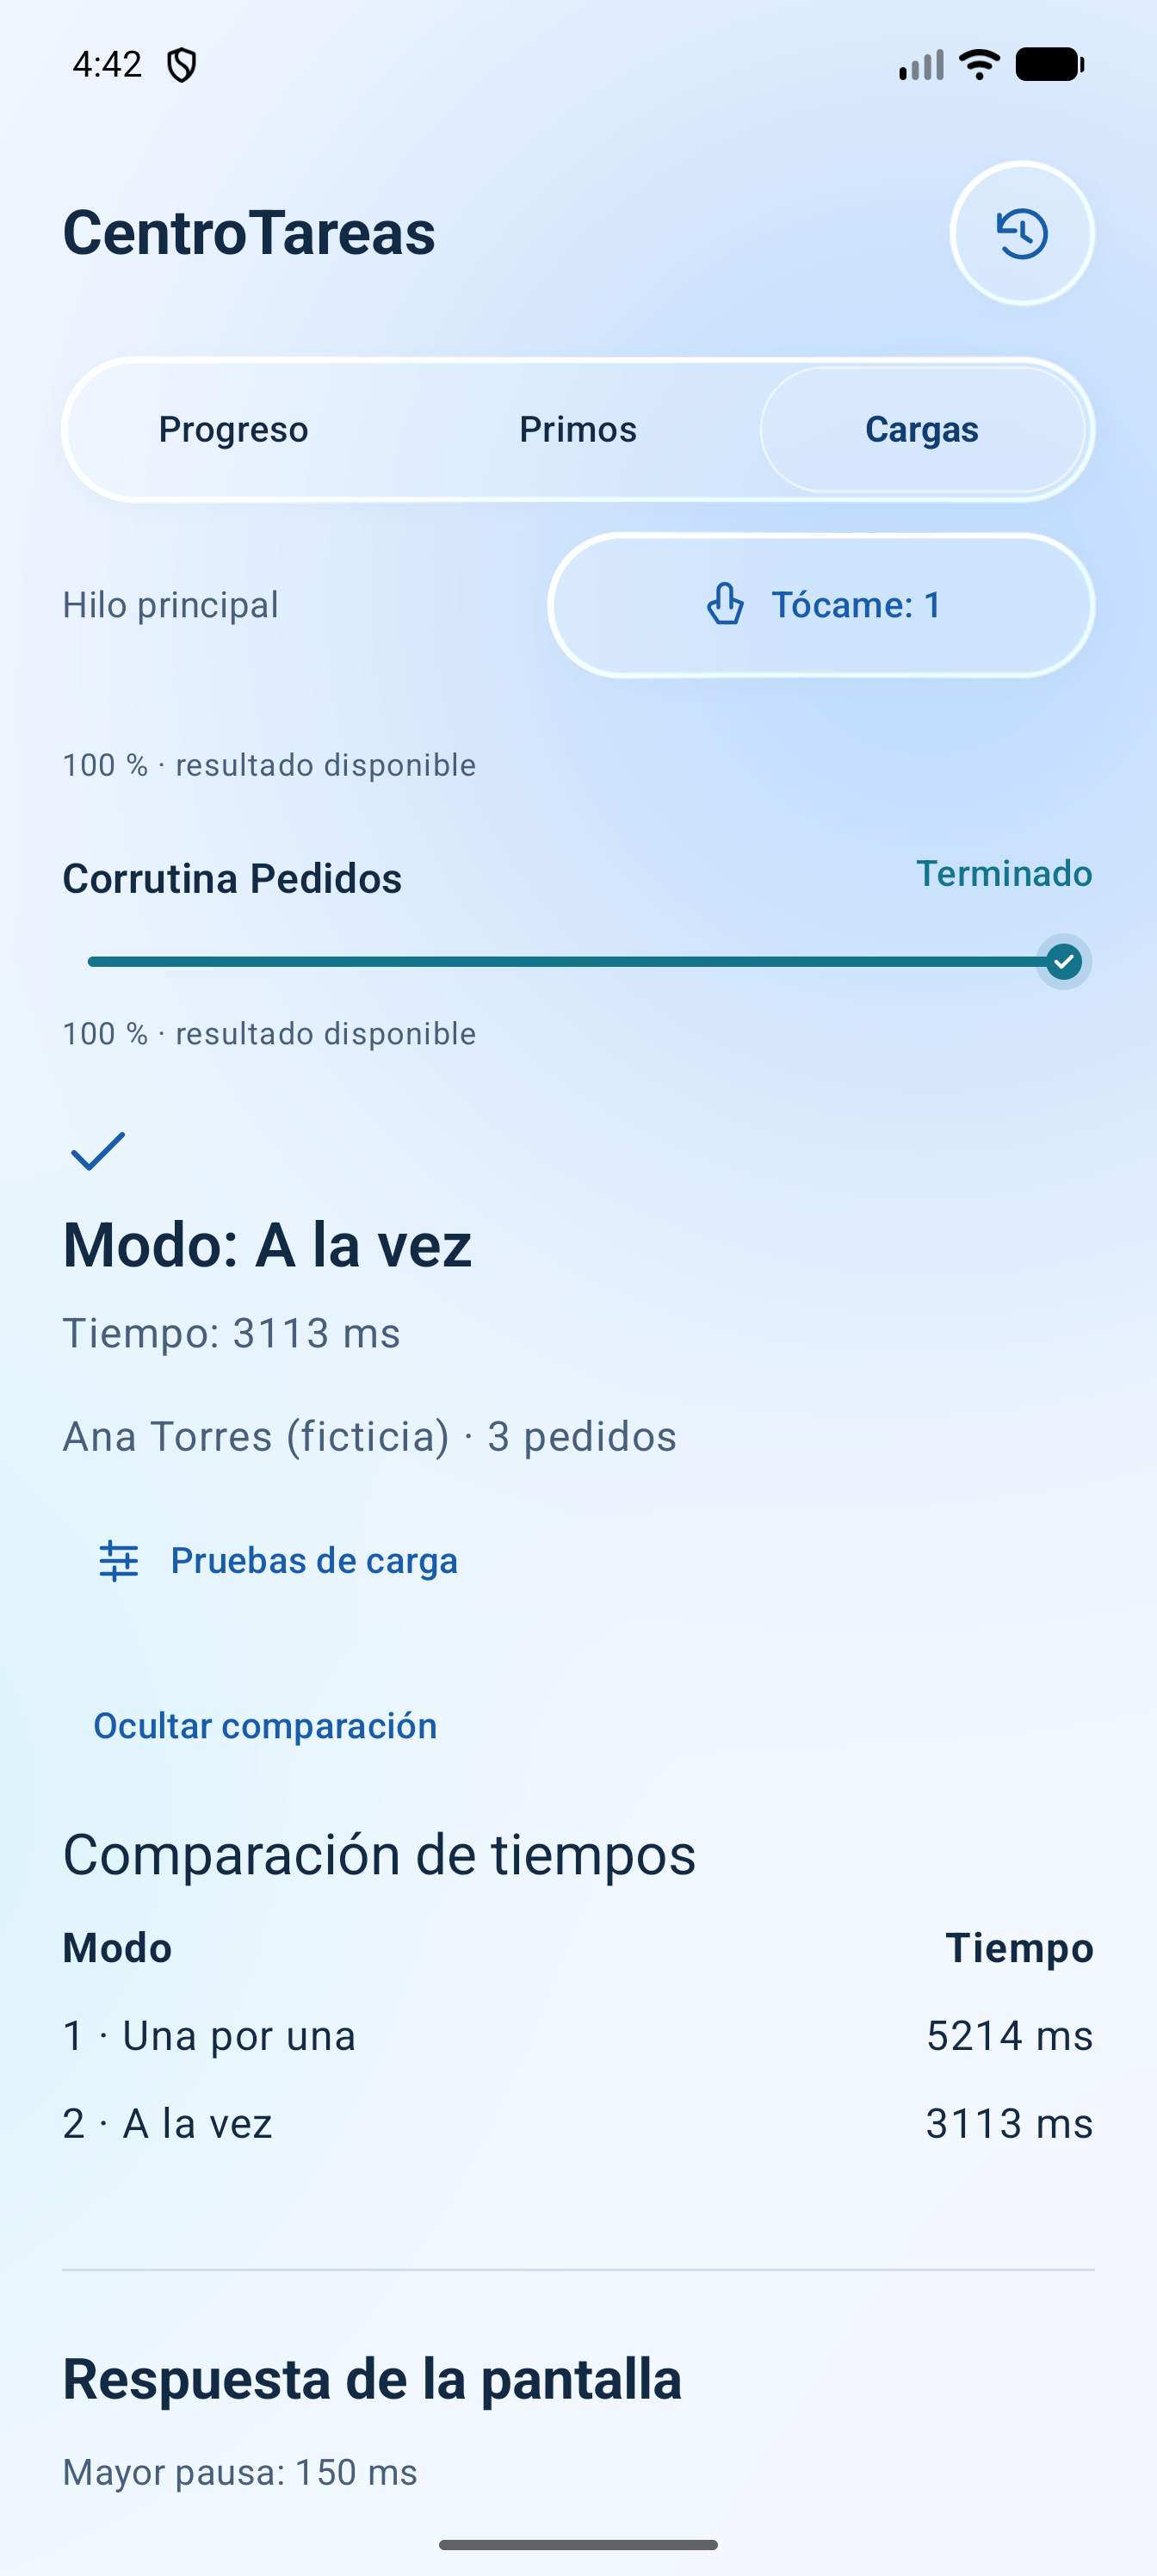 4:42
CentroTareas
Progreso Primos Cargas
Hilo principal Tócame: 1
100 % · resultado disponible
Corrutina Pedidos Terminado
100 % · resultado disponible
Modo: A la vez
Tiempo: 3113 ms
Ana Torres (ficticia) · 3 pedidos
Pruebas de carga
Ocultar comparación
Comparación de tiempos
Modo Tiempo
1 · Una por una 5214 ms
2 · A la vez 3113 ms
Respuesta de la pantalla
Mayor pausa: 150 ms